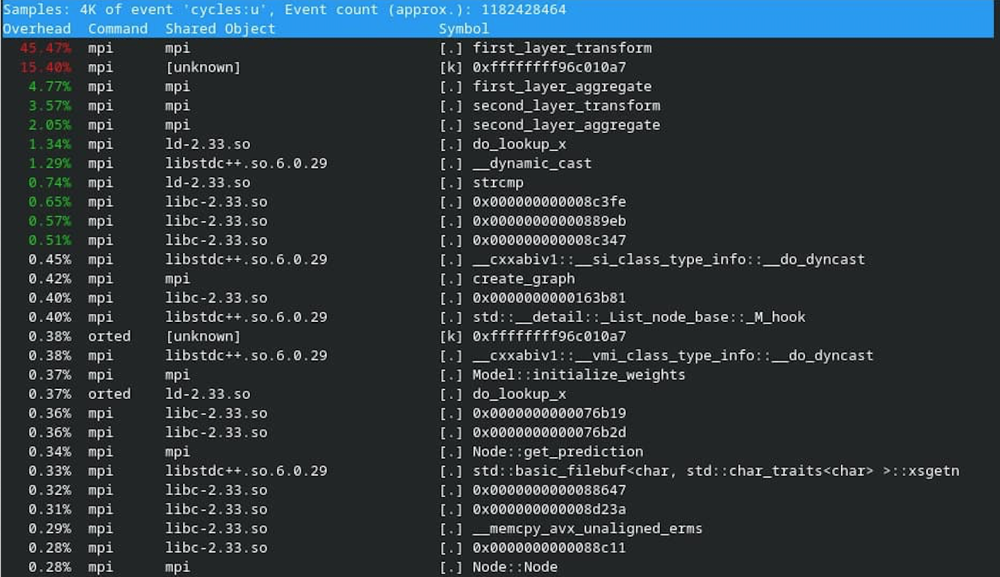 Samples: 4K of event 'cycles:u', Event count (approx.): 1182428464
Overhead  Command  Shared Object  Symbol
45.47%  mpi  mpi  [.] first_layer_transform
15.40%  mpi  [unknown]  [k] 0xffffffff96c010a7
4.77%  mpi  mpi  [.] first_layer_aggregate
3.57%  mpi  mpi  [.] second_layer_transform
2.05%  mpi  mpi  [.] second_layer_aggregate
1.34%  mpi  ld-2.33.so  [.] do_lookup_x
1.29%  mpi  libstdc++.so.6.0.29  [.] __dynamic_cast
0.74%  mpi  ld-2.33.so  [.] strcmp
0.65%  mpi  libc-2.33.so  [.] 0x000000000008c3fe
0.57%  mpi  libc-2.33.so  [.] 0x00000000000889eb
0.51%  mpi  libc-2.33.so  [.] 0x000000000008c347
0.45%  mpi  libstdc++.so.6.0.29  [.] __cxxabiv1::__si_class_type_info::__do_dyncast
0.42%  mpi  mpi  [.] create_graph
0.40%  mpi  libc-2.33.so  [.] 0x0000000000163b81
0.40%  mpi  libstdc++.so.6.0.29  [.] std::__detail::_List_node_base::_M_hook
0.38%  orted  [unknown]  [k] 0xffffffff96c010a7
0.38%  mpi  libstdc++.so.6.0.29  [.] __cxxabiv1::__vmi_class_type_info::__do_dyncast
0.37%  mpi  mpi  [.] Model::initialize_weights
0.37%  orted  ld-2.33.so  [.] do_lookup_x
0.36%  mpi  libc-2.33.so  [.] 0x0000000000076b19
0.36%  mpi  libc-2.33.so  [.] 0x0000000000076b2d
0.34%  mpi  mpi  [.] Node::get_prediction
0.33%  mpi  libstdc++.so.6.0.29  [.] std::basic_filebuf<char, std::char_traits<char> >::xsgetn
0.32%  mpi  libc-2.33.so  [.] 0x0000000000088647
0.31%  mpi  libc-2.33.so  [.] 0x000000000008d23a
0.29%  mpi  libc-2.33.so  [.] __memcpy_avx_unaligned_erms
0.28%  mpi  libc-2.33.so  [.] 0x0000000000088c11
0.28%  mpi  mpi  [.] Node::Node